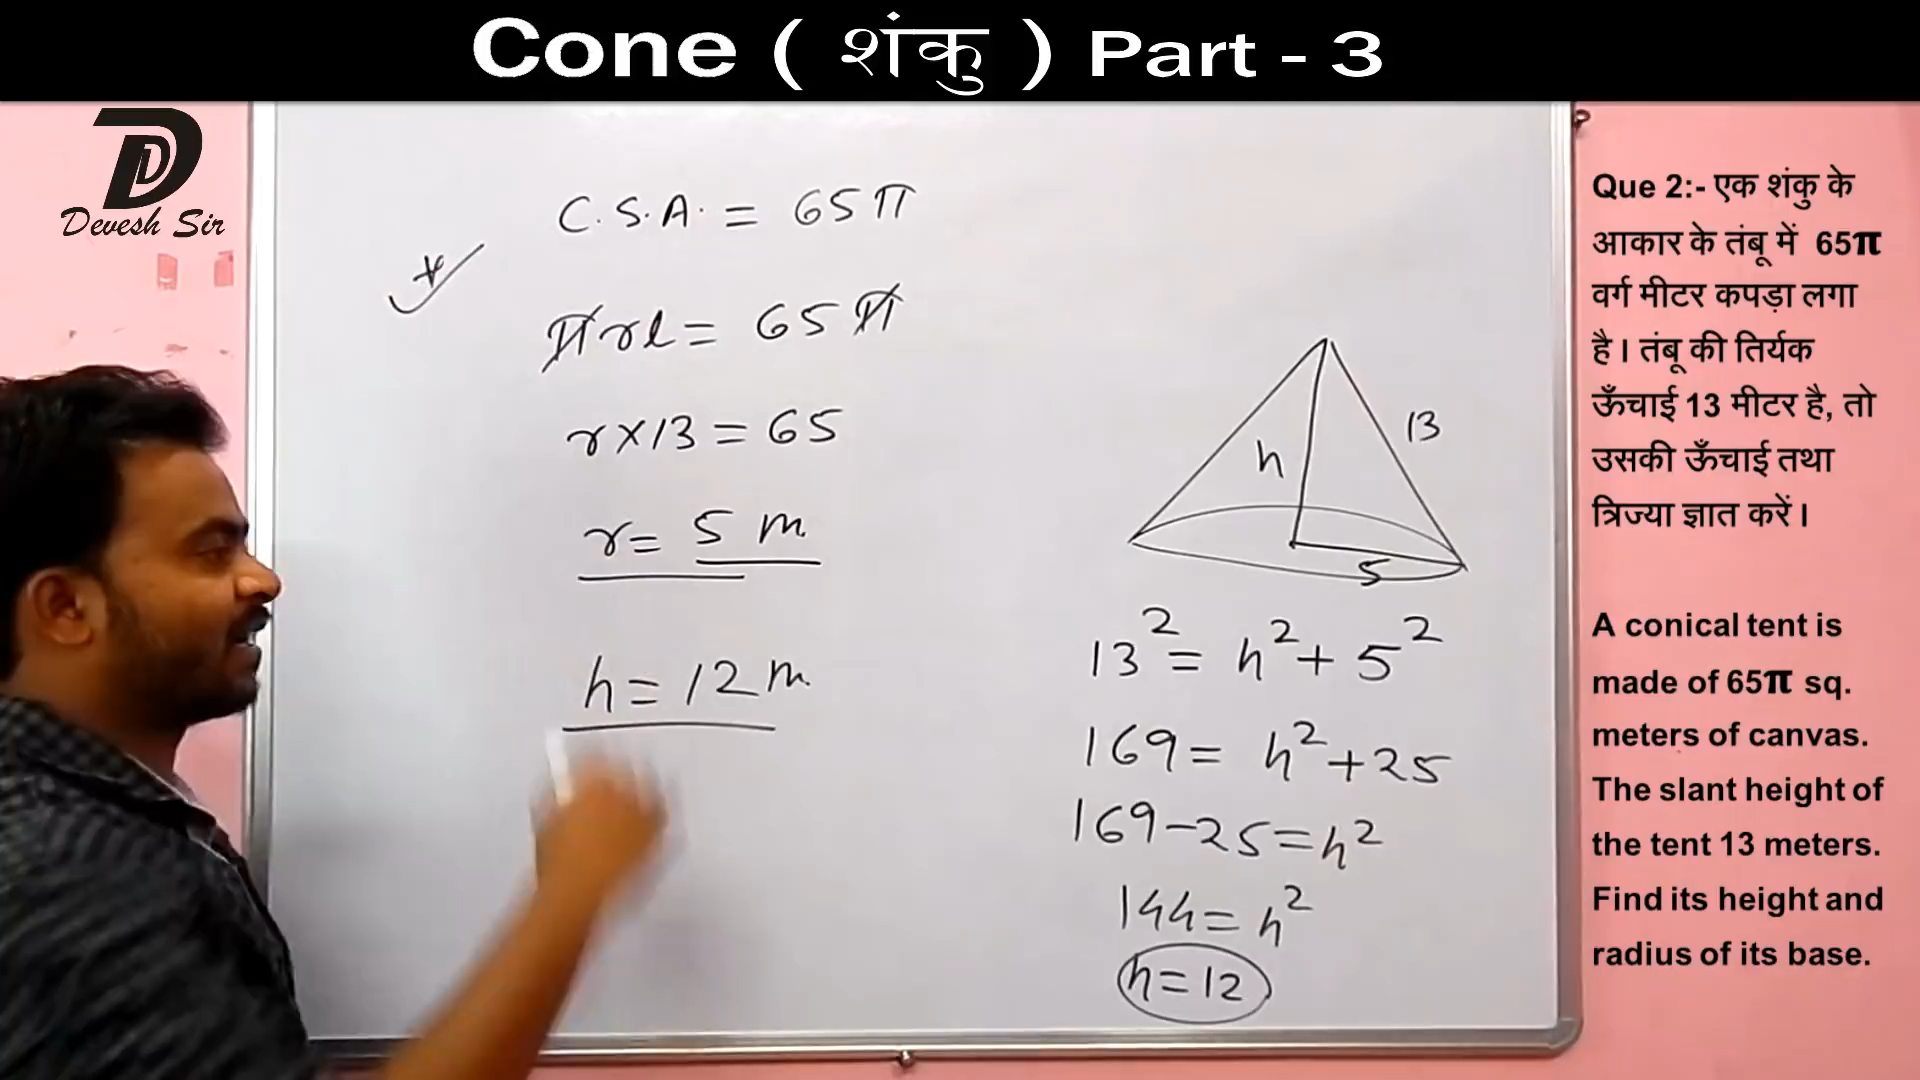 Cone ( शंकु ) Part - 3
D
Devesh Sir
C.S.A. = 65π
πrl = 65π
r×13 = 65
r = 5 m
h = 12 m
h
13
5
13² = h² + 5²
169 = h² + 25
169 - 25 = h²
144 = h²
h = 12
Que 2:- एक शंकु के
आकार के तंबू में 65π
वर्ग मीटर कपड़ा लगा
है। तंबू की तिर्यक
ऊँचाई 13 मीटर है, तो
उसकी ऊँचाई तथा
त्रिज्या ज्ञात करें।
A conical tent is
made of 65π sq.
meters of canvas.
The slant height of
the tent 13 meters.
Find its height and
radius of its base.